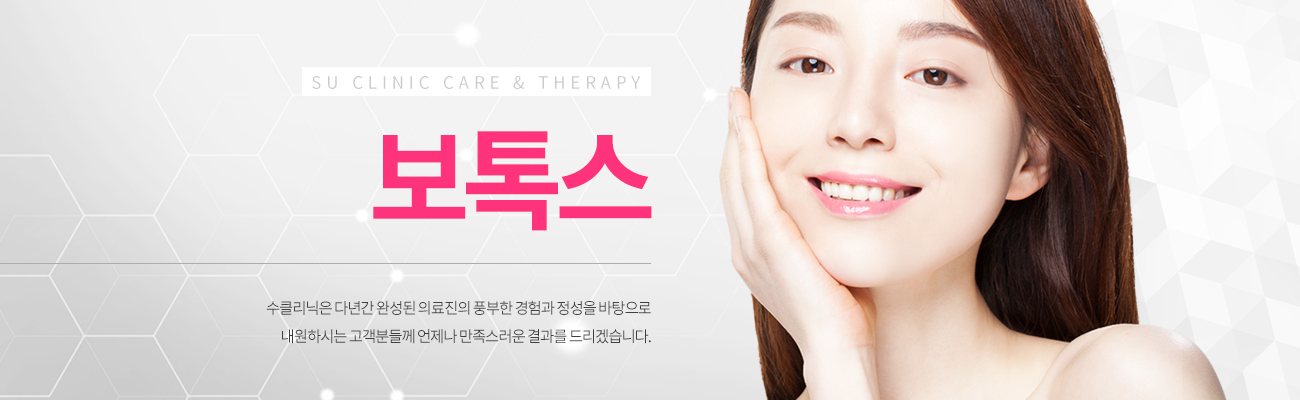 SU CLINIC CARE & THERAPY
보톡스
수클리닉은 다년간 완성된 의료진의 풍부한 경험과 정성을 바탕으로
내원하시는 고객분들께 언제나 만족스러운 결과를 드리겠습니다.